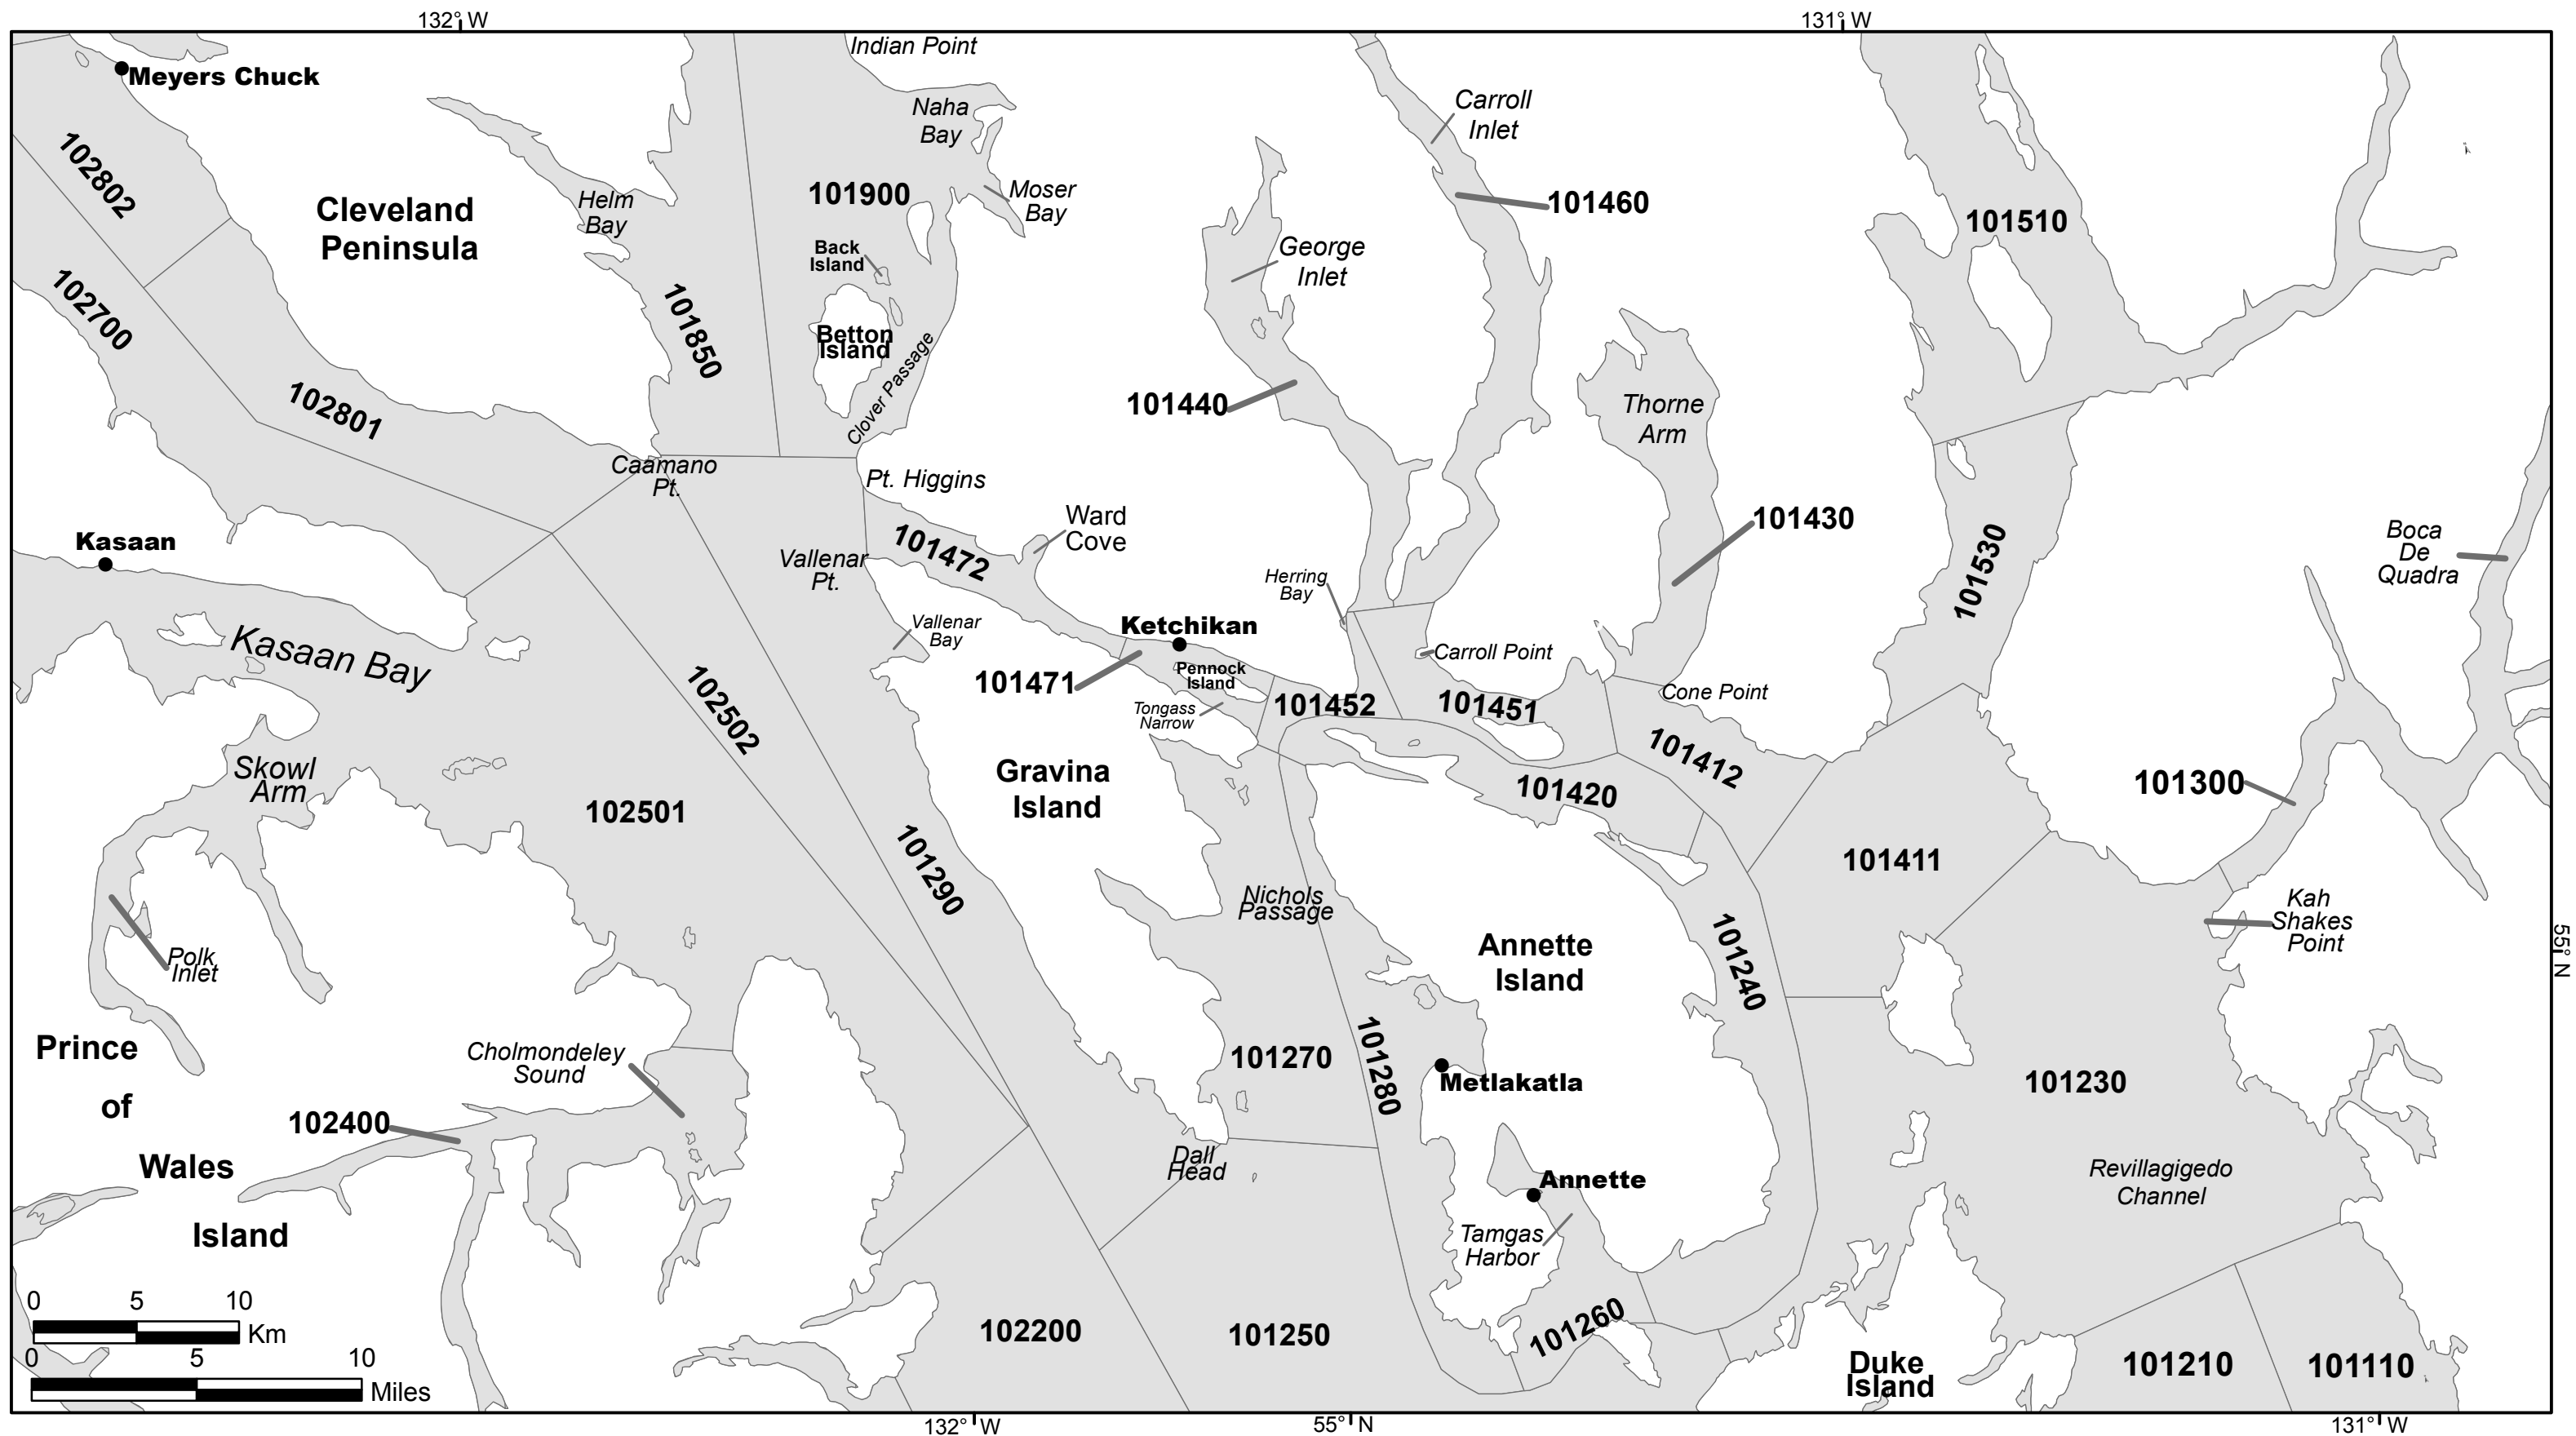 132° W
131° W
Indian Point
Meyers Chuck
Naha
Bay
Carroll
Inlet
102802
Cleveland
Peninsula
Helm
Bay
101900
Moser
Bay
101460
101510
Back
Island
George
Inlet
102700
101850
Betton
Island
Clover Passage
102801
101440
Thorne
Arm
Caamano
Pt.
Pt. Higgins
Ward
Cove
101430
101472
Kasaan
Vallenar
Pt.
Herring
Bay
101530
Boca
De
Quadra
Kasaan Bay
Vallenar
Bay
Ketchikan
Carroll Point
101471
Pennock
Island
Cone Point
Tongass
Narrow
101452
101451
102502
101412
Skowl
Arm
Gravina
Island
101420
101300
102501
101290
101411
Nichols
Passage
Kah
Shakes
Point
Polk
Inlet
Annette
Island
101240
55° N
Prince
of
Wales
Island
Cholmondeley
Sound
101270
101280
Metlakatla
101230
102400
Dall
Head
Annette
Revillagigedo
Channel
Tamgas
Harbor
0 5 10
Km
0 5 10
Miles
102200
101250
101260
Duke
Island
101210
101110
132° W
55° N
131° W